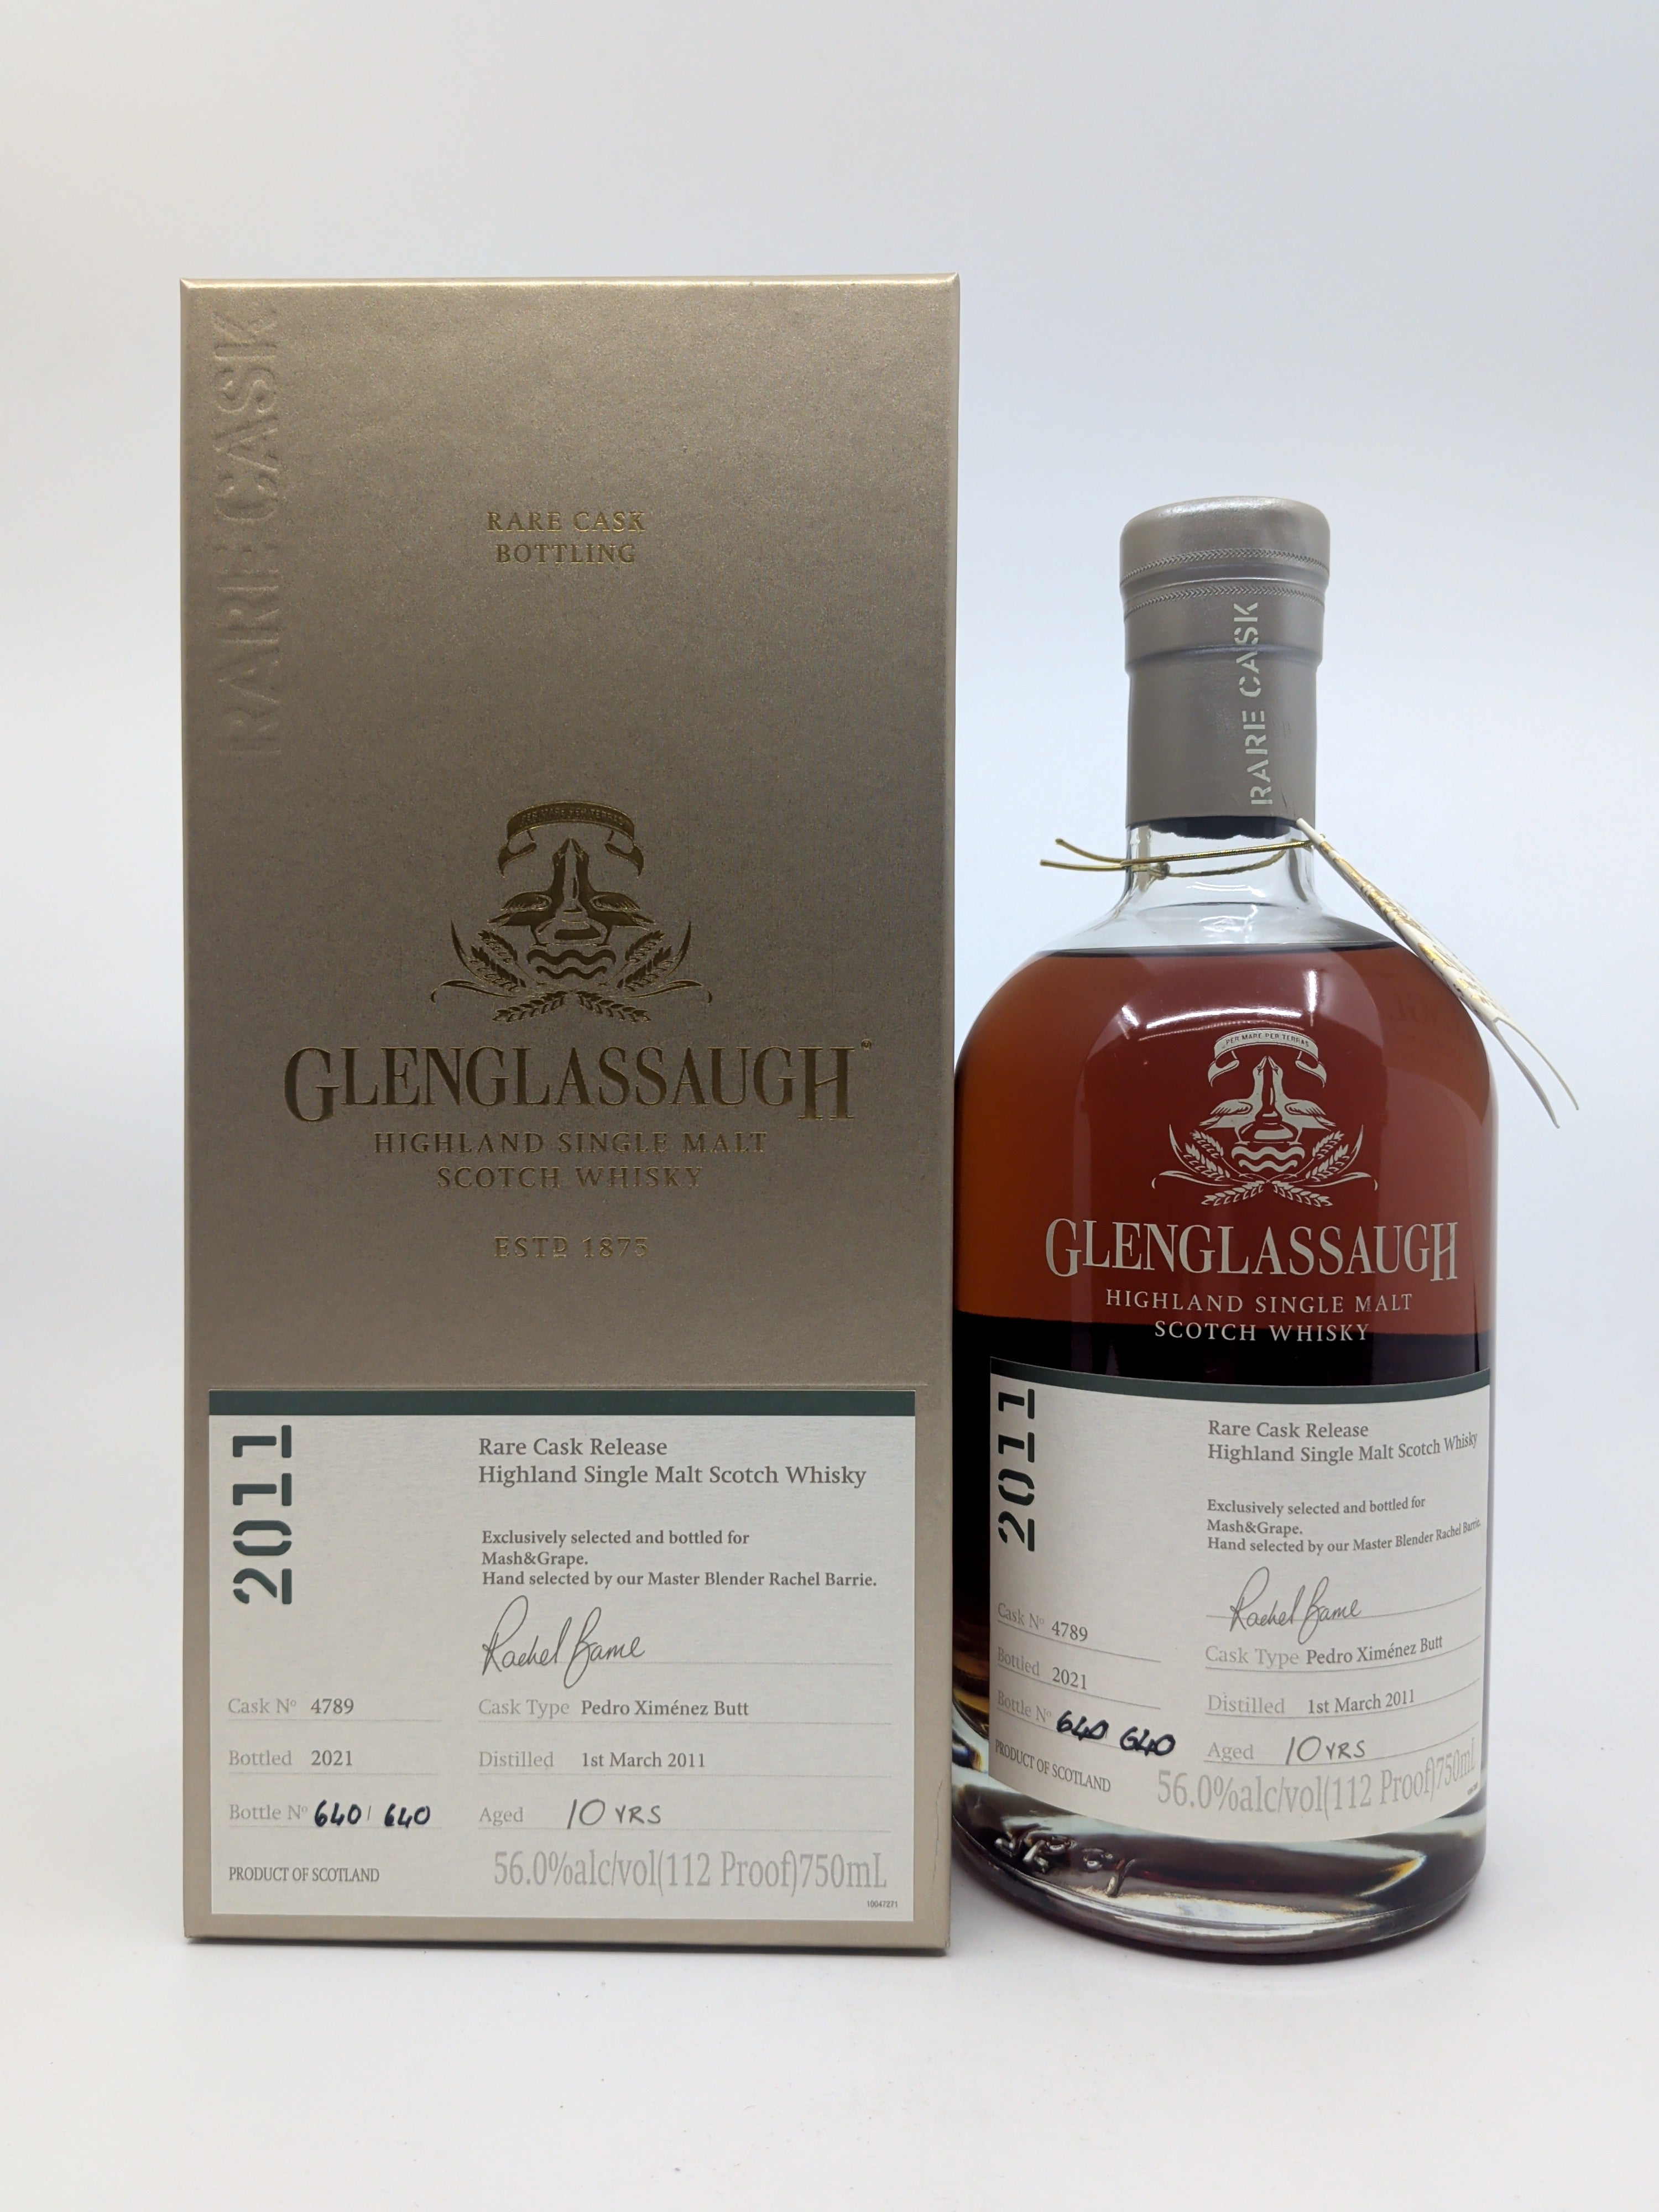 RARE CASK
RARE CASK
BOTTLING
PER MARE PER TERRAS
GLENGLASSAUGH®
HIGHLAND SINGLE MALT
SCOTCH WHISKY
ESTD 1875
2011
Rare Cask Release
Highland Single Malt Scotch Whisky
Exclusively selected and bottled for
Mash&Grape.
Hand selected by our Master Blender Rachel Barrie.
Rachel Barrie
Cask Nº 4789
Cask Type Pedro Ximénez Butt
Bottled 2021
Distilled 1st March 2011
Bottle Nº 640/ 640
Aged 10 YRS
PRODUCT OF SCOTLAND
56.0%alc/vol(112 Proof)750mL
10047271
RARE CASK
PER MARE PER TERRAS
GLENGLASSAUGH
HIGHLAND SINGLE MALT
SCOTCH WHISKY
2011
Rare Cask Release
Highland Single Malt Scotch Whisky
Exclusively selected and bottled for
Mash&Grape.
Hand selected by our Master Blender Rachel Barrie.
Rachel Barrie
Cask Nº 4789
Cask Type Pedro Ximénez Butt
Bottled 2021
Distilled 1st March 2011
Bottle Nº 640/ 640
Aged 10 YRS
PRODUCT OF SCOTLAND
56.0%alc/vol(112 Proof)750mL